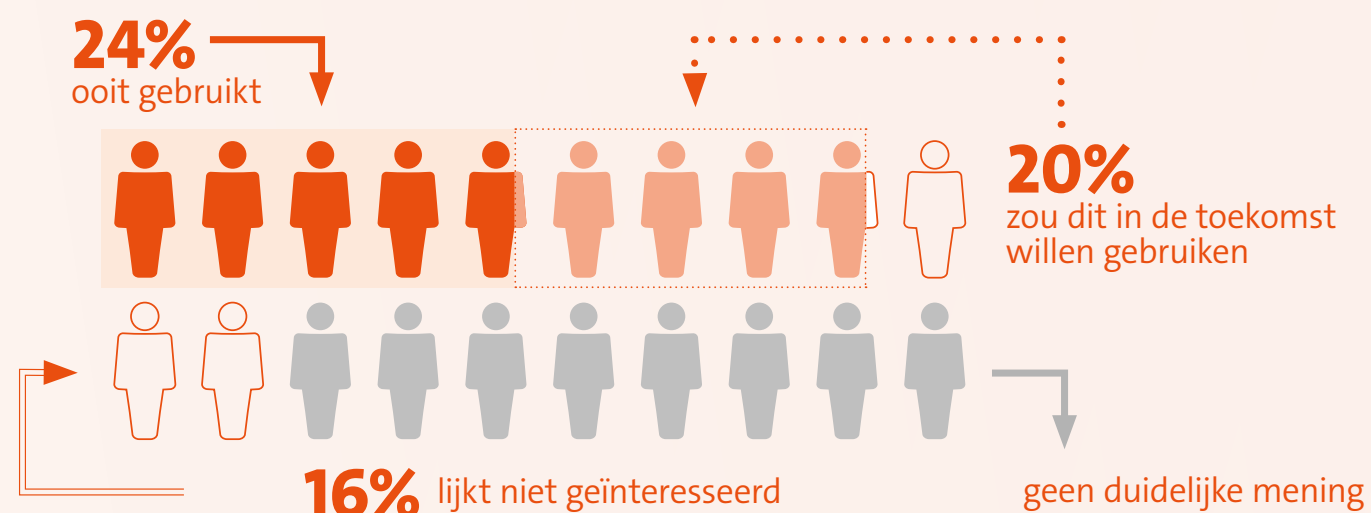 24%
ooit gebruikt
20%
zou dit in de toekomst
willen gebruiken
16% lijkt niet geïnteresseerd
geen duidelijke mening